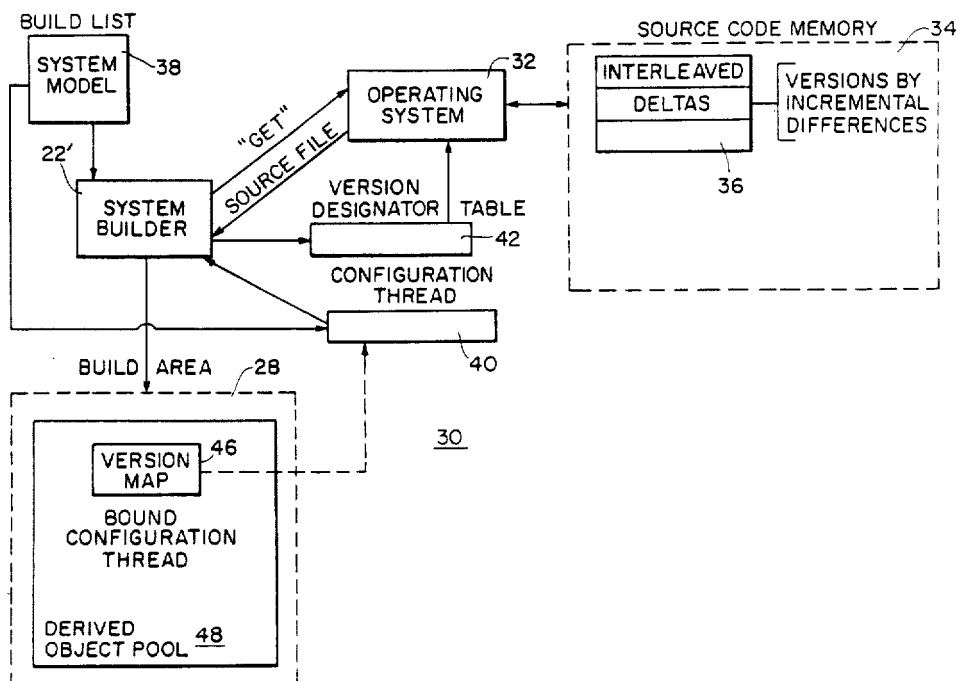 BUILD LIST
SYSTEM
MODEL
38
22'
SYSTEM
BUILDER
"GET"
SOURCE FILE
32
OPERATING
SYSTEM
VERSION
DESIGNATOR TABLE
42
CONFIGURATION
THREAD
40
SOURCE CODE MEMORY
34
INTERLEAVED
DELTAS
36
VERSIONS BY
INCREMENTAL
DIFFERENCES
BUILD AREA
28
30
VERSION
MAP
46
BOUND
CONFIGURATION
THREAD
DERIVED
OBJECT POOL 48